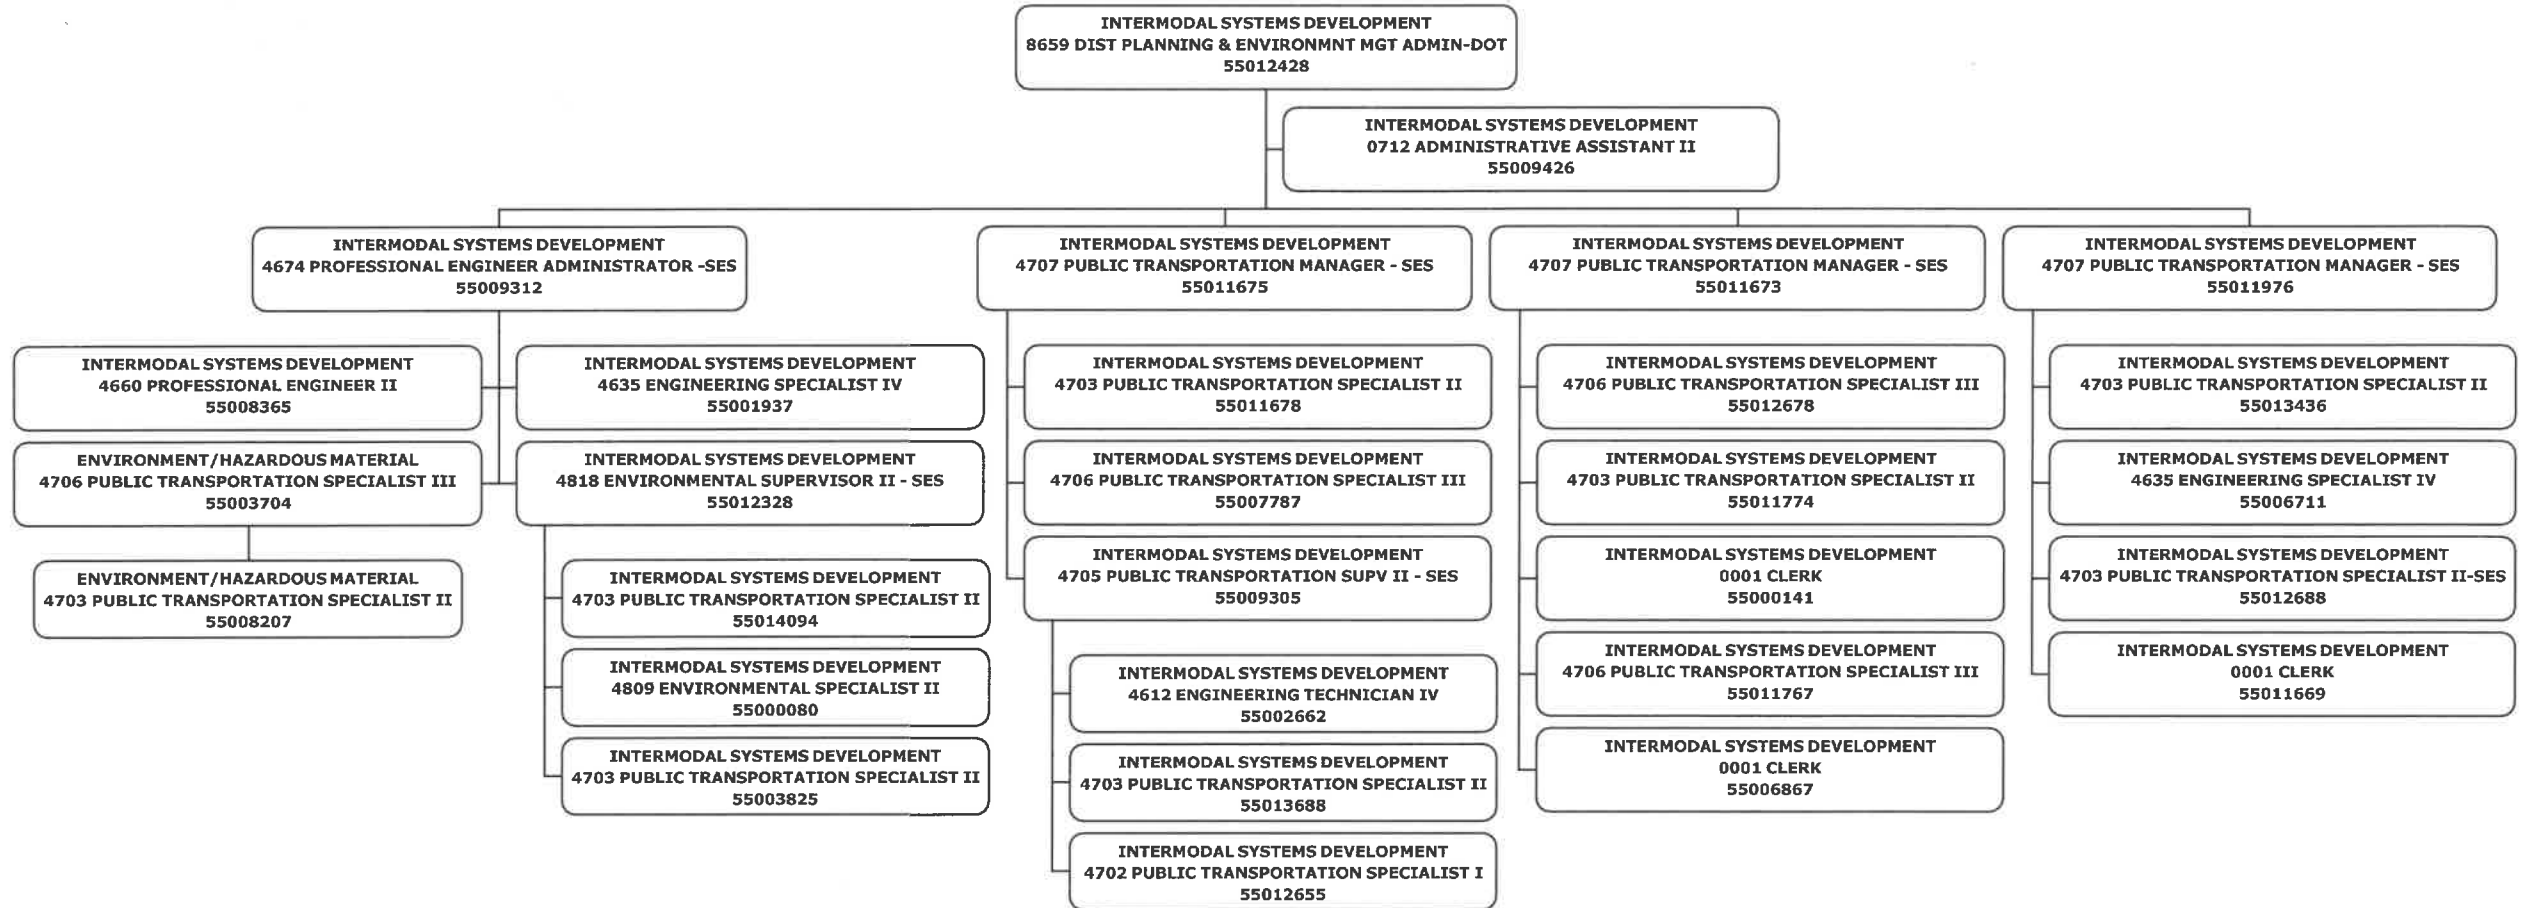 INTERMODAL SYSTEMS DEVELOPMENT
8659 DIST PLANNING & ENVIRONMNT MGT ADMIN-DOT
55012428
INTERMODAL SYSTEMS DEVELOPMENT
0712 ADMINISTRATIVE ASSISTANT II
55009426
INTERMODAL SYSTEMS DEVELOPMENT
4674 PROFESSIONAL ENGINEER ADMINISTRATOR -SES
55009312
INTERMODAL SYSTEMS DEVELOPMENT
4707 PUBLIC TRANSPORTATION MANAGER - SES
55011675
INTERMODAL SYSTEMS DEVELOPMENT
4707 PUBLIC TRANSPORTATION MANAGER - SES
55011673
INTERMODAL SYSTEMS DEVELOPMENT
4707 PUBLIC TRANSPORTATION MANAGER - SES
55011976
INTERMODAL SYSTEMS DEVELOPMENT
4660 PROFESSIONAL ENGINEER II
55008365
INTERMODAL SYSTEMS DEVELOPMENT
4635 ENGINEERING SPECIALIST IV
55001937
ENVIRONMENT/HAZARDOUS MATERIAL
4706 PUBLIC TRANSPORTATION SPECIALIST III
55003704
INTERMODAL SYSTEMS DEVELOPMENT
4818 ENVIRONMENTAL SUPERVISOR II - SES
55012328
ENVIRONMENT/HAZARDOUS MATERIAL
4703 PUBLIC TRANSPORTATION SPECIALIST II
55008207
INTERMODAL SYSTEMS DEVELOPMENT
4703 PUBLIC TRANSPORTATION SPECIALIST II
55014094
INTERMODAL SYSTEMS DEVELOPMENT
4809 ENVIRONMENTAL SPECIALIST II
55000080
INTERMODAL SYSTEMS DEVELOPMENT
4703 PUBLIC TRANSPORTATION SPECIALIST II
55003825
INTERMODAL SYSTEMS DEVELOPMENT
4703 PUBLIC TRANSPORTATION SPECIALIST II
55011678
INTERMODAL SYSTEMS DEVELOPMENT
4706 PUBLIC TRANSPORTATION SPECIALIST III
55007787
INTERMODAL SYSTEMS DEVELOPMENT
4705 PUBLIC TRANSPORTATION SUPV II - SES
55009305
INTERMODAL SYSTEMS DEVELOPMENT
4612 ENGINEERING TECHNICIAN IV
55002662
INTERMODAL SYSTEMS DEVELOPMENT
4703 PUBLIC TRANSPORTATION SPECIALIST II
55013688
INTERMODAL SYSTEMS DEVELOPMENT
4702 PUBLIC TRANSPORTATION SPECIALIST I
55012655
INTERMODAL SYSTEMS DEVELOPMENT
4706 PUBLIC TRANSPORTATION SPECIALIST III
55012678
INTERMODAL SYSTEMS DEVELOPMENT
4703 PUBLIC TRANSPORTATION SPECIALIST II
55011774
INTERMODAL SYSTEMS DEVELOPMENT
0001 CLERK
55000141
INTERMODAL SYSTEMS DEVELOPMENT
4706 PUBLIC TRANSPORTATION SPECIALIST III
55011767
INTERMODAL SYSTEMS DEVELOPMENT
0001 CLERK
55006867
INTERMODAL SYSTEMS DEVELOPMENT
4703 PUBLIC TRANSPORTATION SPECIALIST II
55013436
INTERMODAL SYSTEMS DEVELOPMENT
4635 ENGINEERING SPECIALIST IV
55006711
INTERMODAL SYSTEMS DEVELOPMENT
4703 PUBLIC TRANSPORTATION SPECIALIST II-SES
55012688
INTERMODAL SYSTEMS DEVELOPMENT
0001 CLERK
55011669